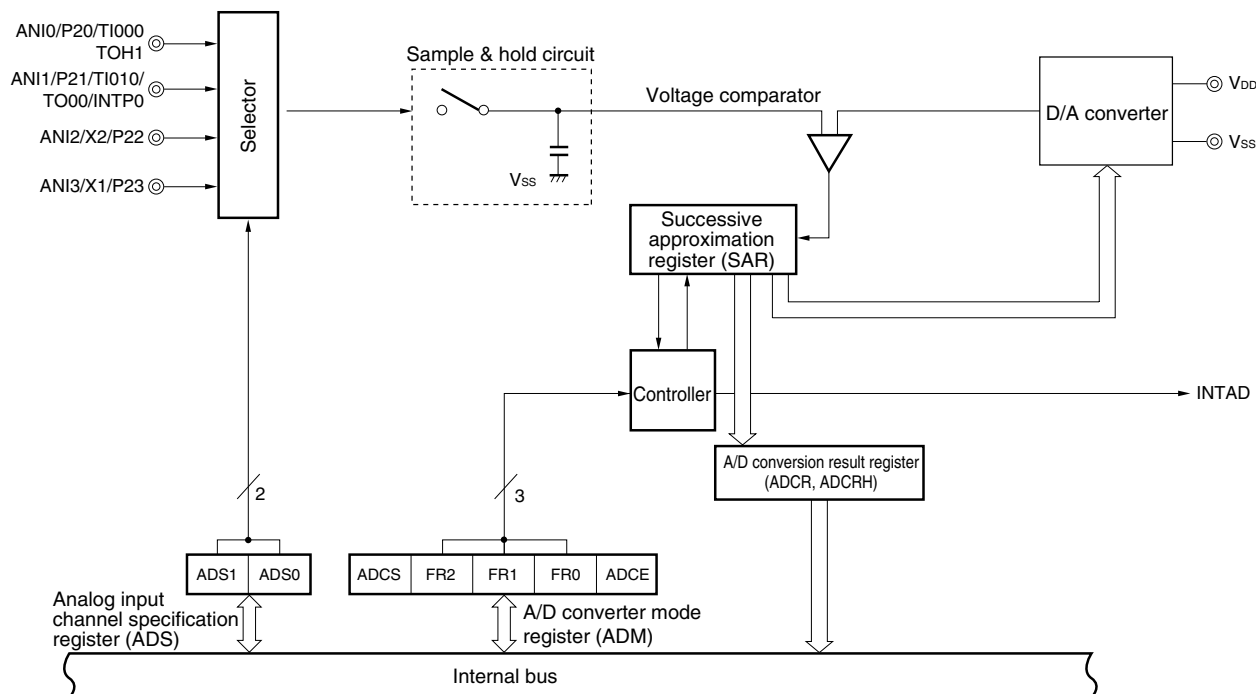 ANI0/P20/TI000
TOH1
ANI1/P21/TI010/
TO00/INTP0
ANI2/X2/P22
ANI3/X1/P23
Selector
Sample & hold circuit
VSS
Voltage comparator
D/A converter
VDD
VSS
Successive
approximation
register (SAR)
Controller
INTAD
A/D conversion result register
(ADCR, ADCRH)
2
3
ADS1 ADS0
ADCS FR2 FR1 FR0 ADCE
Analog input
channel specification
register (ADS)
A/D converter mode
register (ADM)
Internal bus